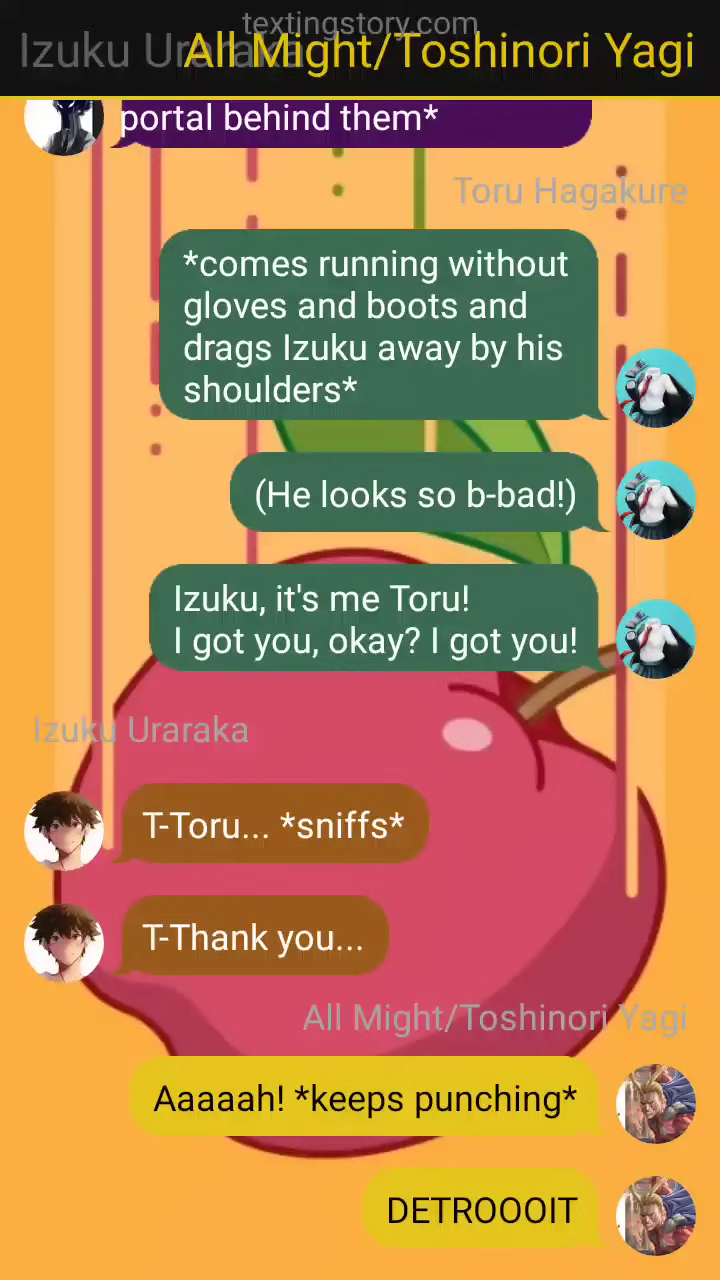 textingstory.com
Izuku Uraraka
All Might/Toshinori Yagi
portal behind them*
Toru Hagakure
*comes running without
gloves and boots and
drags Izuku away by his
shoulders*
(He looks so b-bad!)
Izuku, it's me Toru!
I got you, okay? I got you!
Izuku Uraraka
T-Toru... *sniffs*
T-Thank you...
All Might/Toshinori Yagi
Aaaaah! *keeps punching*
DETROOOIT